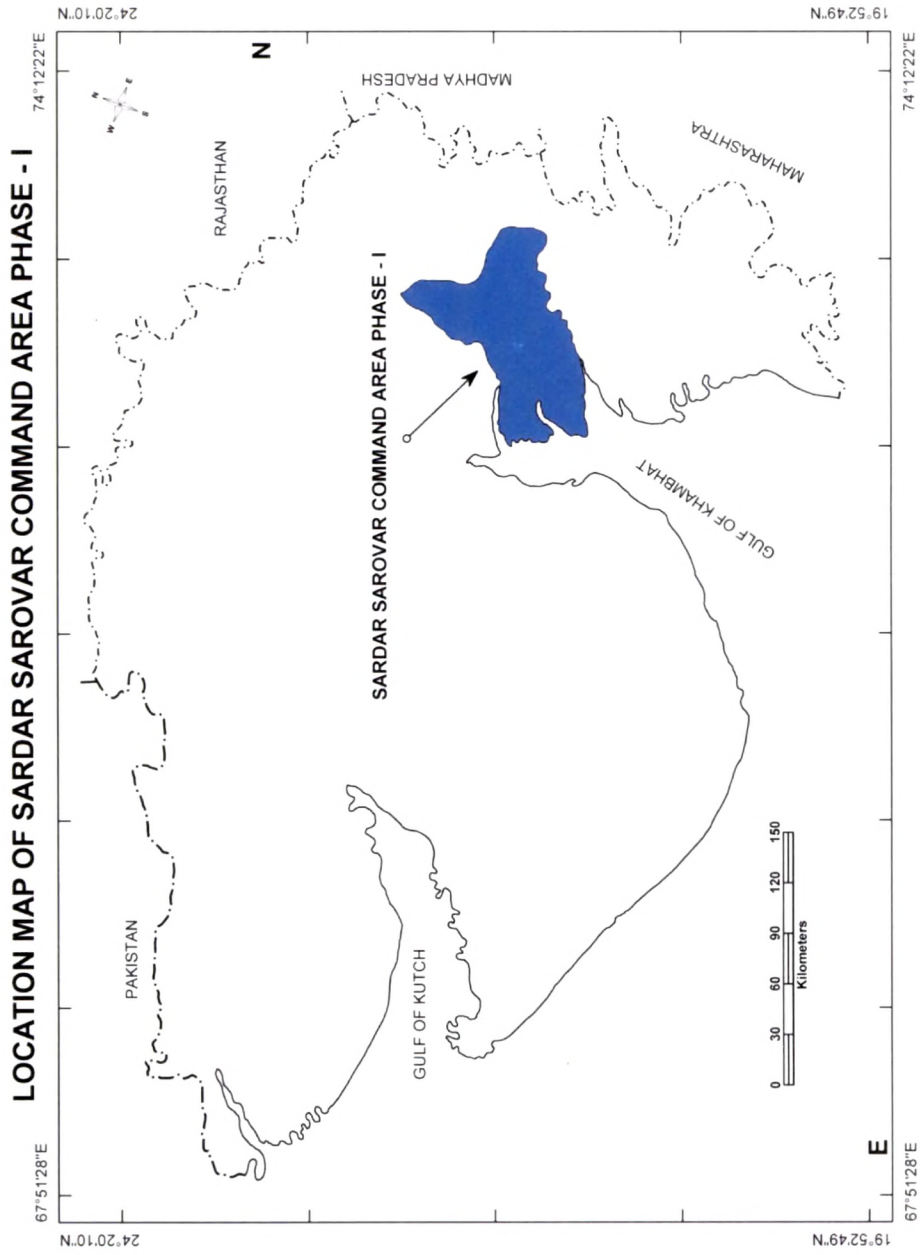 LOCATION MAP OF SARDAR SAROVAR COMMAND AREA PHASE - I
67°51'28"E
74°12'22"E
24°20'10"N
24°20'10"N
N
W
E
S
N
PAKISTAN
RAJASTHAN
MADHYA PRADESH
SARDAR SAROVAR COMMAND AREA PHASE - I
GULF OF KUTCH
GULF OF KHAMBHAT
MAHARASHTRA
0 30 60 90 120 150
Kilometers
E
19°52'49"N
19°52'49"N
67°51'28"E
74°12'22"E